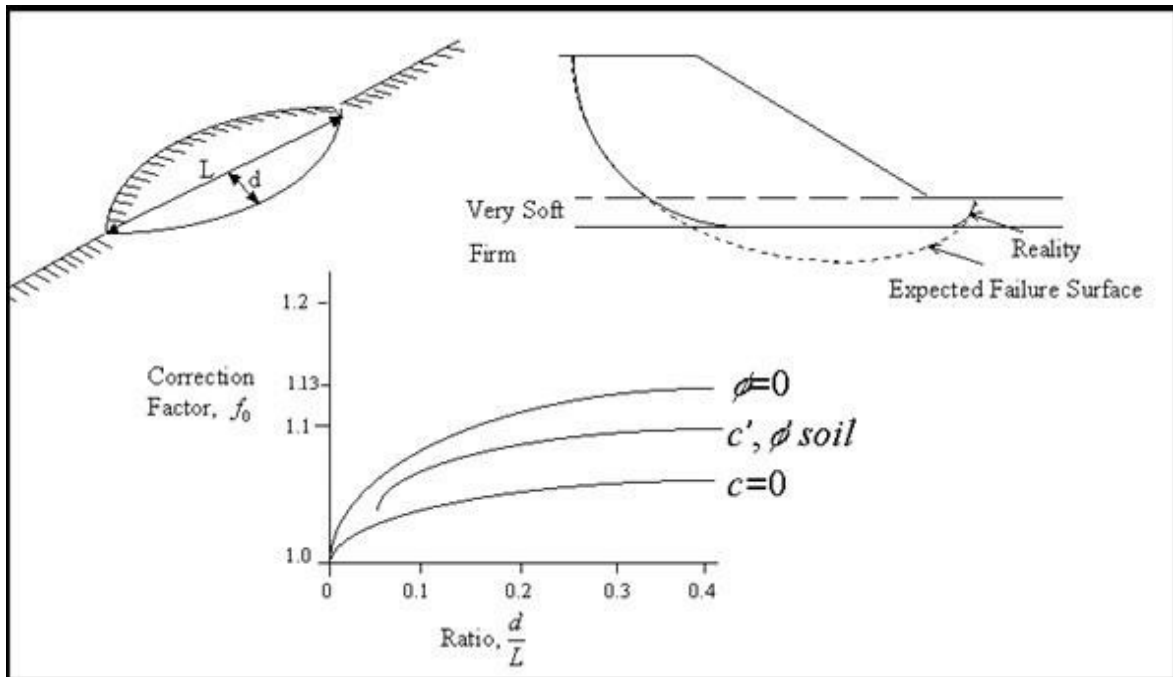 L
d
Very Soft
Firm
Reality
Expected Failure Surface
Correction
Factor, f₀
1.2
1.13
1.1
1.0
ϕ=0
c', ϕ' soil
c=0
0
0.1
0.2
0.3
0.4
Ratio, d/L